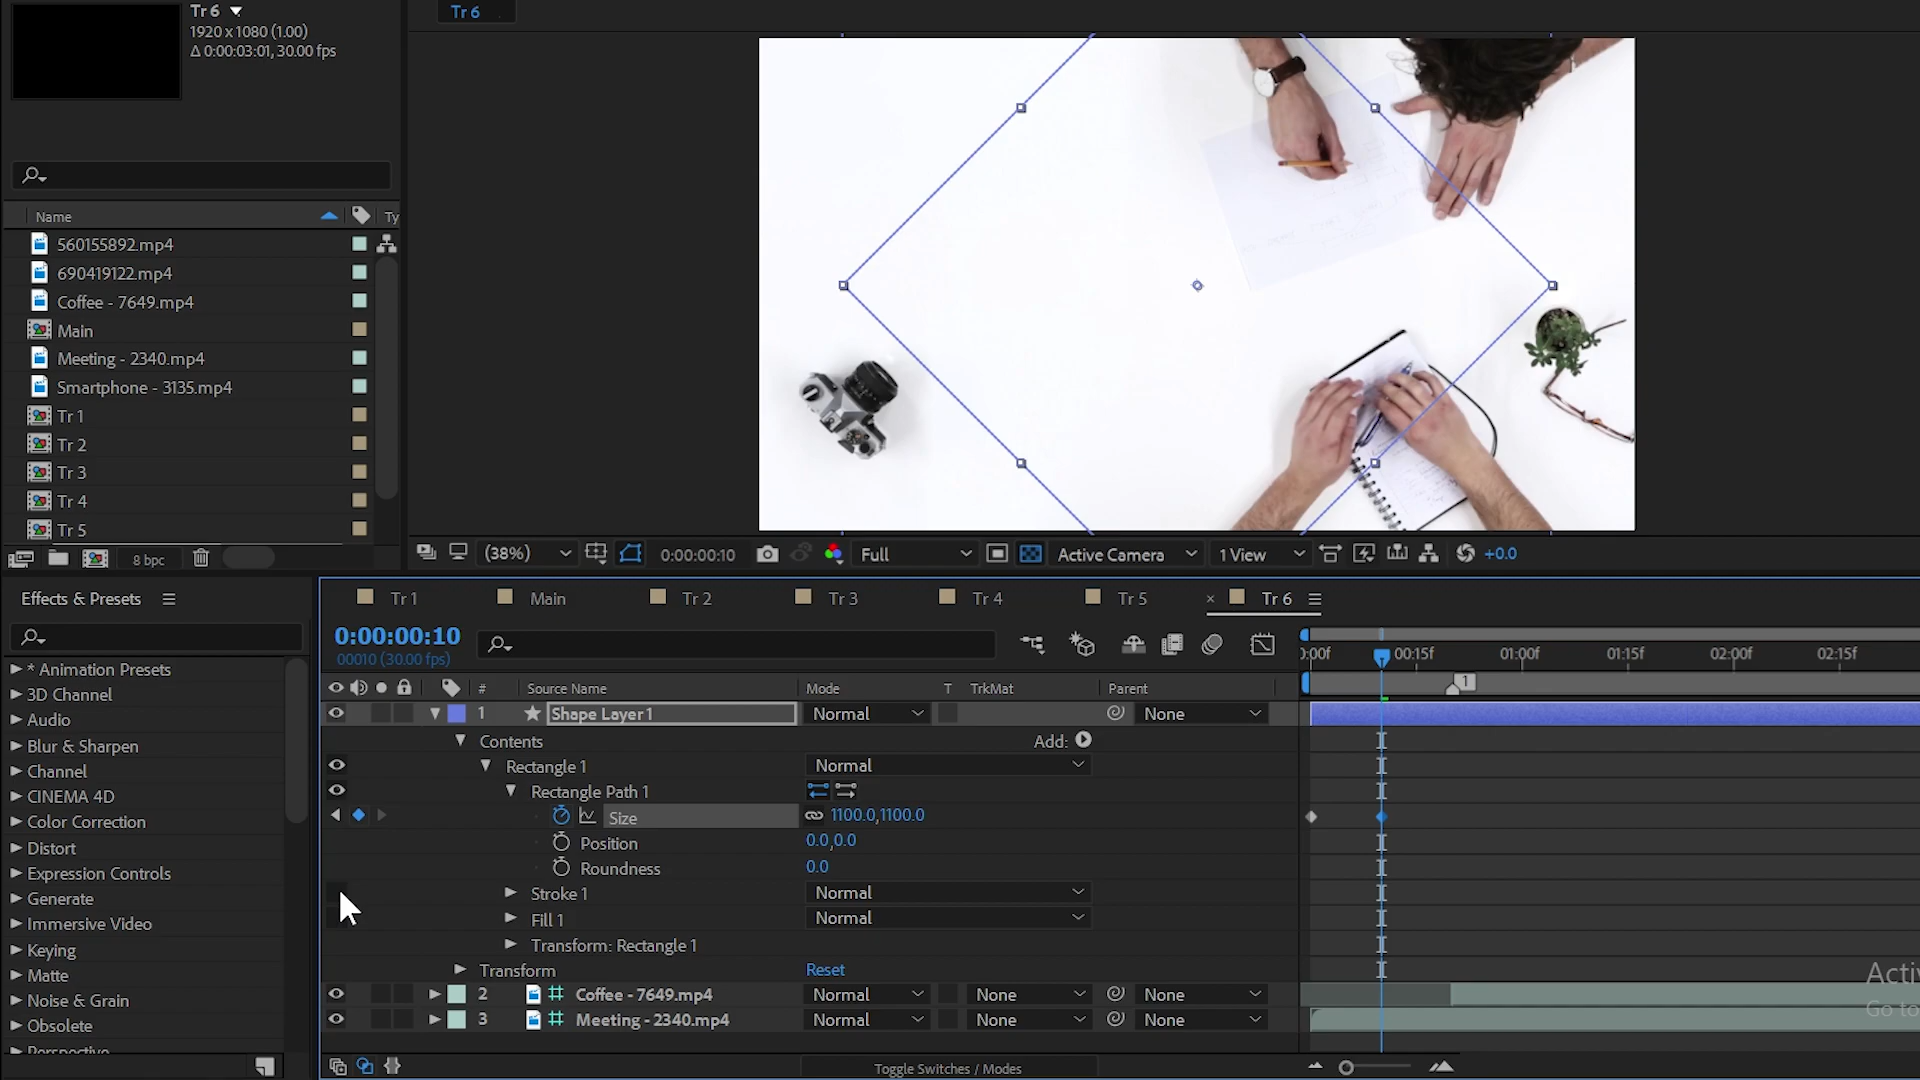 Tr 6
1920 x 1080 (1.00)
Δ 0:00:03:01, 30.00 fps
Tr 6
Name
Ty
560155892.mp4
690419122.mp4
Coffee - 7649.mp4
Main
Meeting - 2340.mp4
Smartphone - 3135.mp4
Tr 1
Tr 2
Tr 3
Tr 4
Tr 5
8 bpc
(38%)
0:00:00:10
Full
Active Camera
1 View
+0.0
Effects & Presets
* Animation Presets
3D Channel
Audio
Blur & Sharpen
Channel
CINEMA 4D
Color Correction
Distort
Expression Controls
Generate
Immersive Video
Keying
Matte
Noise & Grain
Obsolete
Perspective
Tr 1
Main
Tr 2
Tr 3
Tr 4
Tr 5
× Tr 6
0:00:00:10
00010 (30.00 fps)
):00f 00:15f 01:00f 01:15f 02:00f 02:15f
1
# Source Name Mode T TrkMat Parent
1 Shape Layer 1 Normal None
Contents Add:
Rectangle 1 Normal
Rectangle Path 1
Size 1100.0,1100.0
Position 0.0,0.0
Roundness 0.0
Stroke 1 Normal
Fill 1 Normal
Transform: Rectangle 1
Transform Reset
2 Coffee - 7649.mp4 Normal None None
3 Meeting - 2340.mp4 Normal None None
Toggle Switches / Modes
Acti
Go to